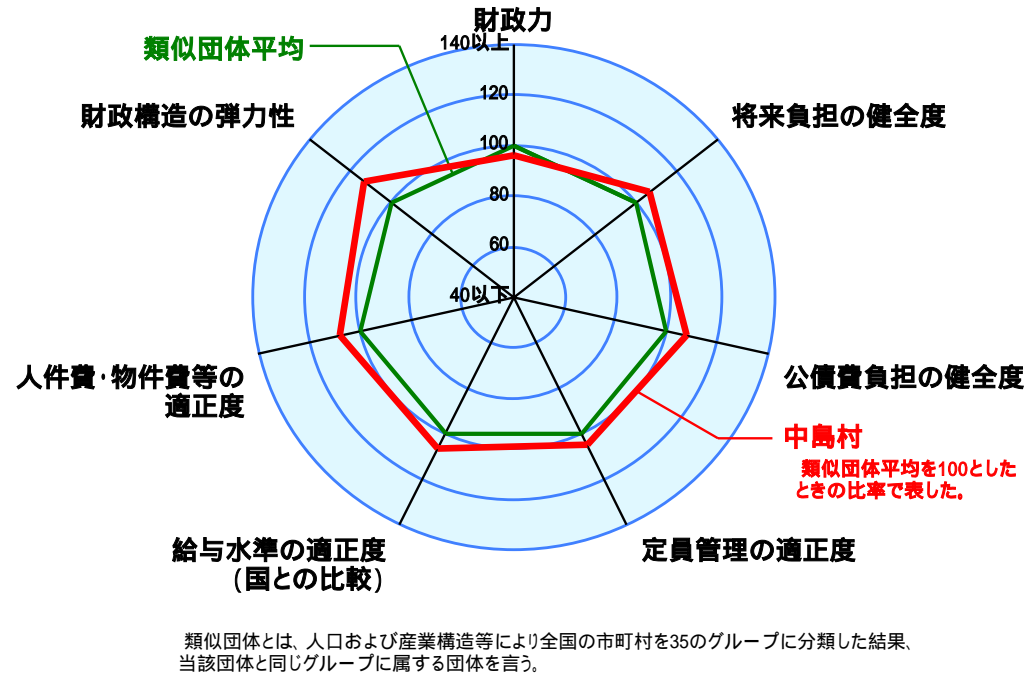 財政力
140以上
類似団体平均
120
財政構造の弾力性
将来負担の健全度
100
80
60
40以下
人件費・物件費等の
適正度
公債費負担の健全度
中島村
類似団体平均を100とした
ときの比率で表した。
給与水準の適正度
(国との比較)
定員管理の適正度
類似団体とは、人口および産業構造等により全国の市町村を35のグループに分類した結果、
当該団体と同じグループに属する団体を言う。